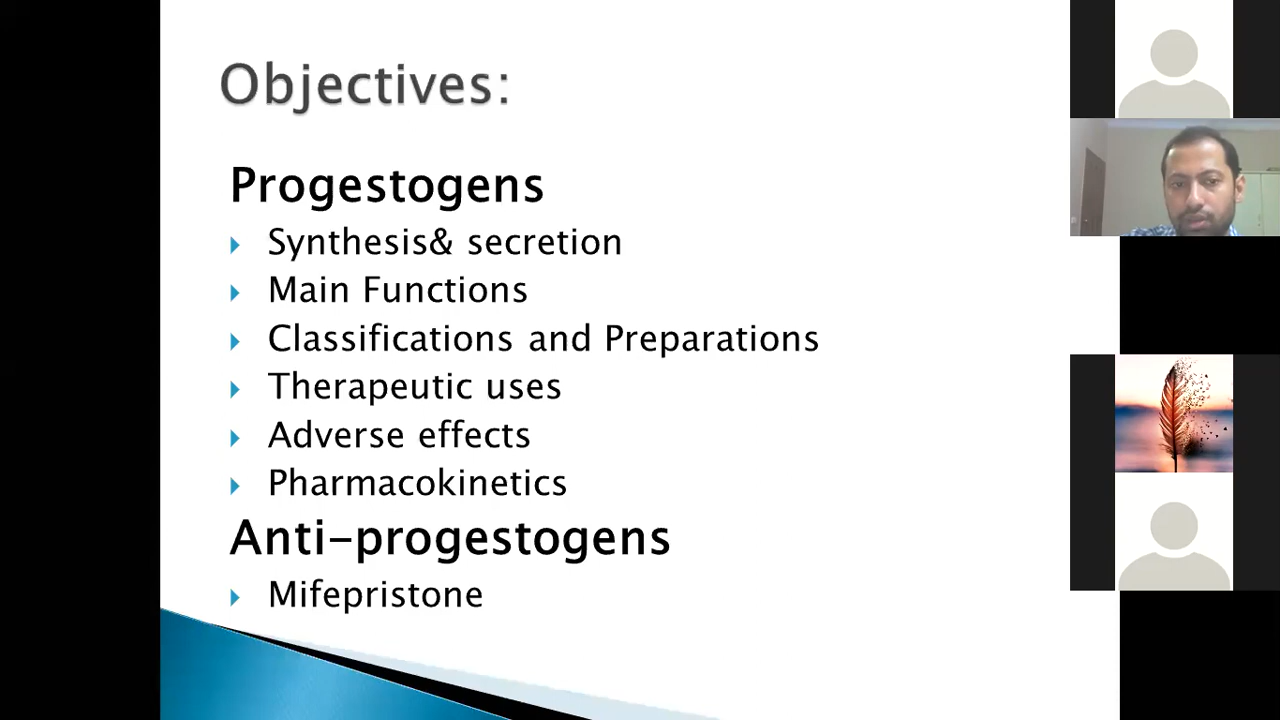 Objectives:
Progestogens
Synthesis& secretion
Main Functions
Classifications and Preparations
Therapeutic uses
Adverse effects
Pharmacokinetics
Anti-progestogens
Mifepristone